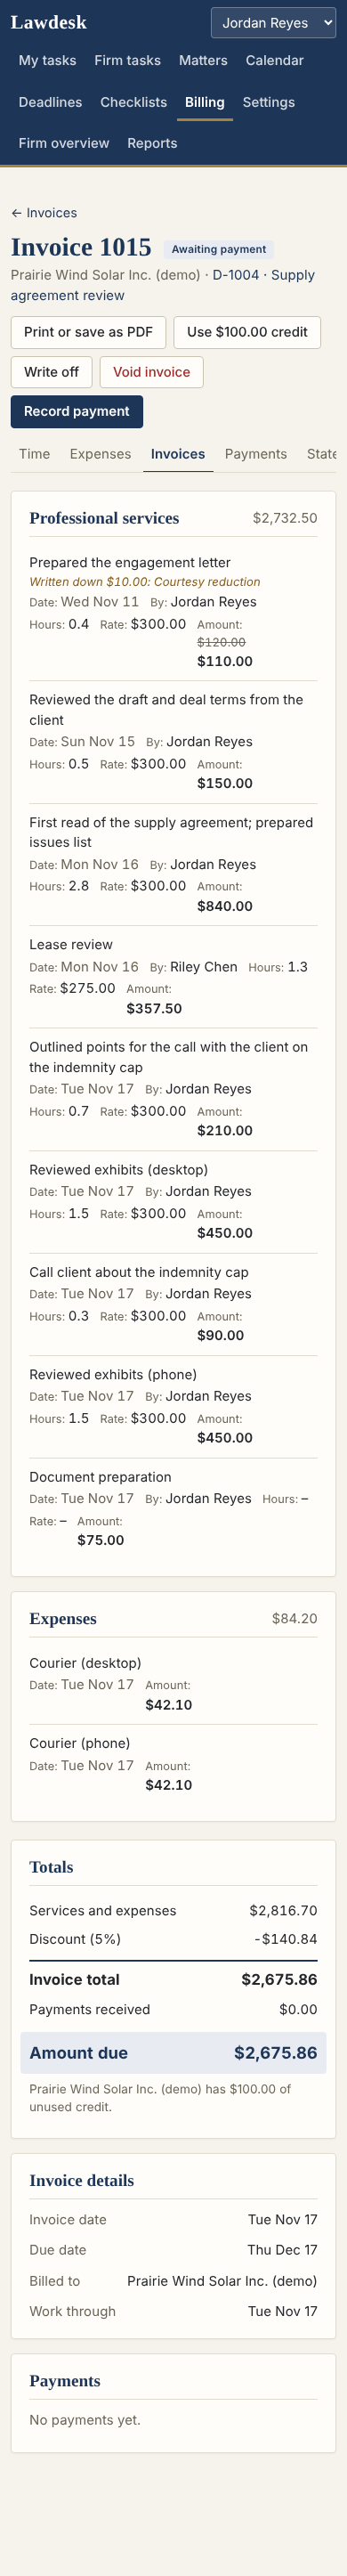 Lawdesk
Jordan Reyes
My tasks Firm tasks Matters Calendar
Deadlines Checklists Billing Settings
Firm overview Reports
← Invoices
Invoice 1015 Awaiting payment
Prairie Wind Solar Inc. (demo) · D-1004 · Supply
agreement review
Print or save as PDF Use $100.00 credit
Write off Void invoice
Record payment
Time Expenses Invoices Payments State
Professional services $2,732.50
Prepared the engagement letter
Written down $10.00: Courtesy reduction
Date: Wed Nov 11 By: Jordan Reyes
Hours: 0.4 Rate: $300.00 Amount:
$120.00
$110.00
Reviewed the draft and deal terms from the
client
Date: Sun Nov 15 By: Jordan Reyes
Hours: 0.5 Rate: $300.00 Amount:
$150.00
First read of the supply agreement; prepared
issues list
Date: Mon Nov 16 By: Jordan Reyes
Hours: 2.8 Rate: $300.00 Amount:
$840.00
Lease review
Date: Mon Nov 16 By: Riley Chen Hours: 1.3
Rate: $275.00 Amount:
$357.50
Outlined points for the call with the client on
the indemnity cap
Date: Tue Nov 17 By: Jordan Reyes
Hours: 0.7 Rate: $300.00 Amount:
$210.00
Reviewed exhibits (desktop)
Date: Tue Nov 17 By: Jordan Reyes
Hours: 1.5 Rate: $300.00 Amount:
$450.00
Call client about the indemnity cap
Date: Tue Nov 17 By: Jordan Reyes
Hours: 0.3 Rate: $300.00 Amount:
$90.00
Reviewed exhibits (phone)
Date: Tue Nov 17 By: Jordan Reyes
Hours: 1.5 Rate: $300.00 Amount:
$450.00
Document preparation
Date: Tue Nov 17 By: Jordan Reyes Hours: –
Rate: – Amount:
$75.00
Expenses $84.20
Courier (desktop)
Date: Tue Nov 17 Amount:
$42.10
Courier (phone)
Date: Tue Nov 17 Amount:
$42.10
Totals
Services and expenses $2,816.70
Discount (5%) -$140.84
Invoice total $2,675.86
Payments received $0.00
Amount due $2,675.86
Prairie Wind Solar Inc. (demo) has $100.00 of
unused credit.
Invoice details
Invoice date Tue Nov 17
Due date Thu Dec 17
Billed to Prairie Wind Solar Inc. (demo)
Work through Tue Nov 17
Payments
No payments yet.